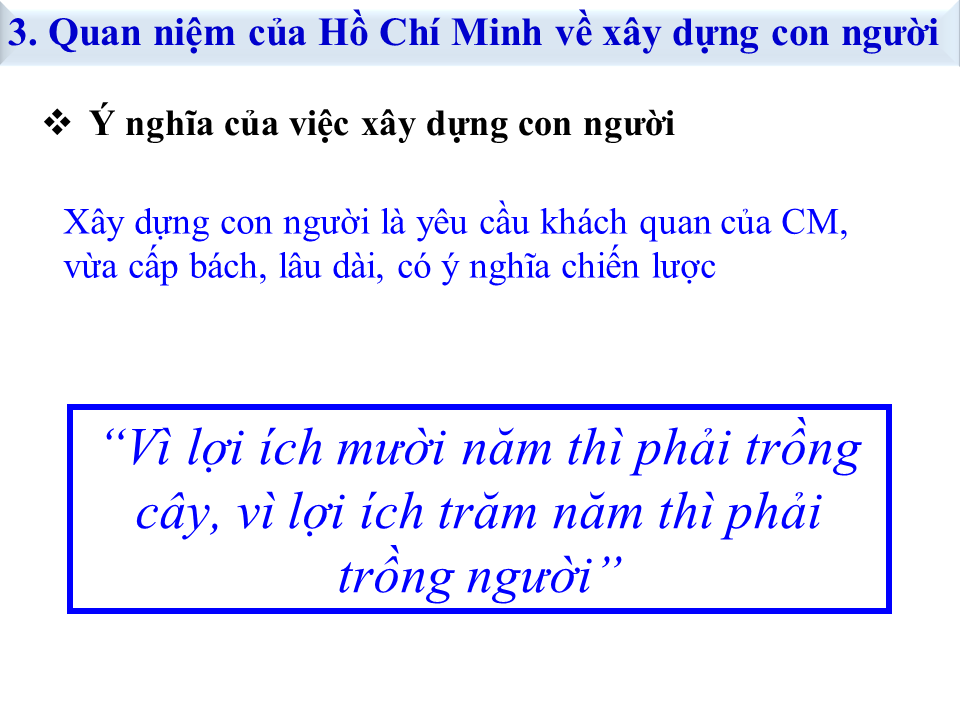 3. Quan niệm của Hồ Chí Minh về xây dựng con người
❖ Ý nghĩa của việc xây dựng con người
Xây dựng con người là yêu cầu khách quan của CM,
vừa cấp bách, lâu dài, có ý nghĩa chiến lược
“Vì lợi ích mười năm thì phải trồng
cây, vì lợi ích trăm năm thì phải
trồng người”